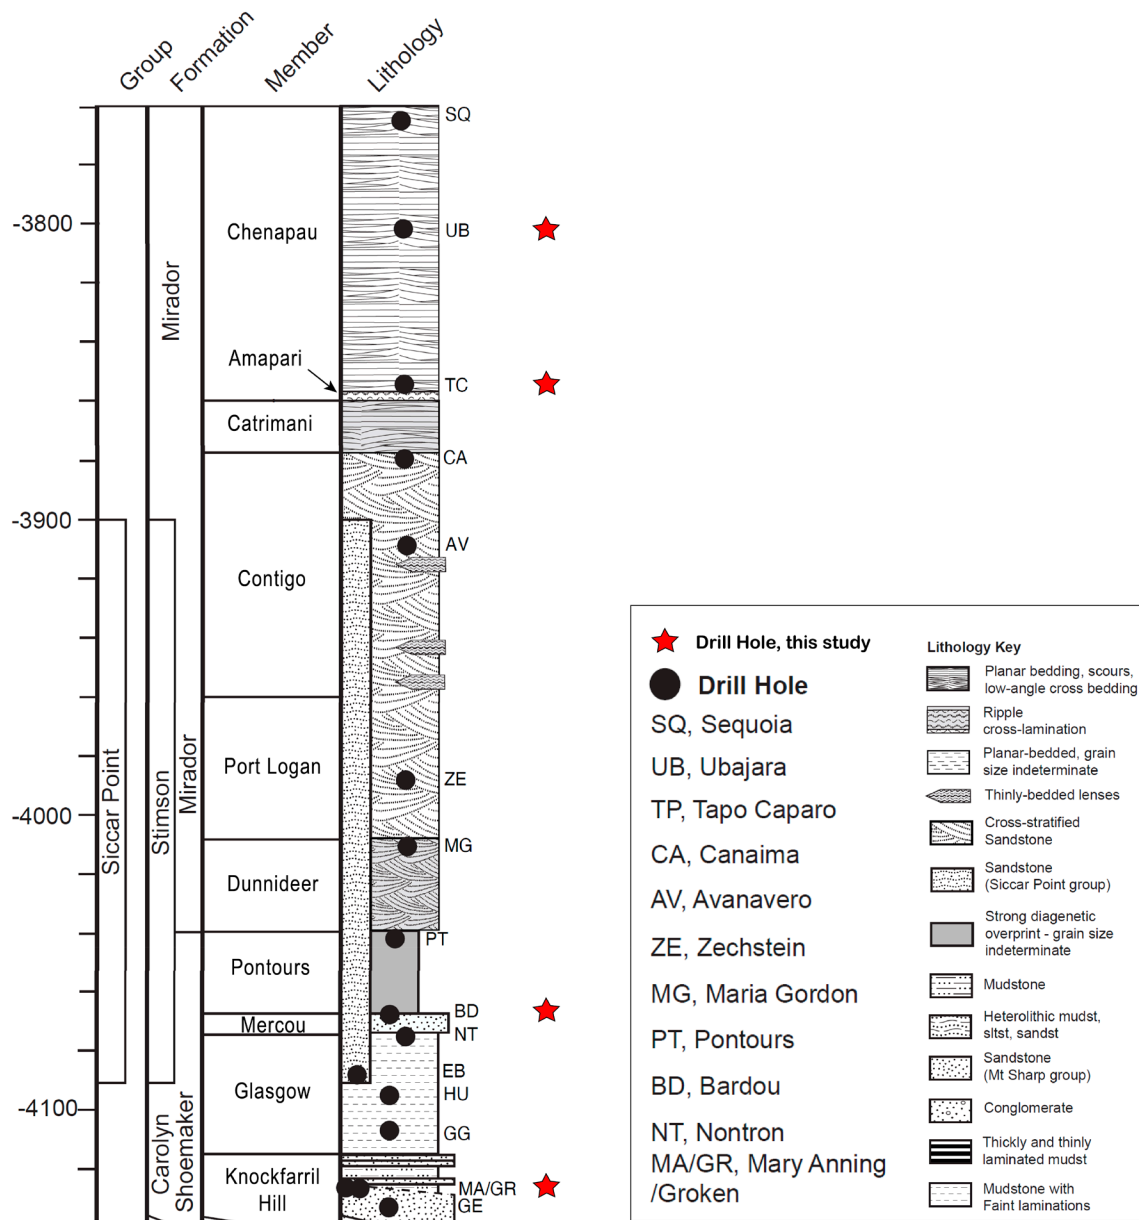 Group
Formation
Member
Lithology
-3800
-3900
-4000
-4100
Siccar Point
Mirador
Stimson
Mirador
Carolyn
Shoemaker
Chenapau
Amapari
Catrimani
Contigo
Port Logan
Dunnideer
Pontours
Mercou
Glasgow
Knockfarril
Hill
SQ
UB
TC
CA
AV
ZE
MG
PT
BD
NT
EB
HU
GG
MA/GR
GE
Drill Hole, this study
Drill Hole
SQ, Sequoia
UB, Ubajara
TP, Tapo Caparo
CA, Canaima
AV, Avanavero
ZE, Zechstein
MG, Maria Gordon
PT, Pontours
BD, Bardou
NT, Nontron
MA/GR, Mary Anning
/Groken
Lithology Key
Planar bedding, scours,
low-angle cross bedding
Ripple
cross-lamination
Planar-bedded, grain
size indeterminate
Thinly-bedded lenses
Cross-stratified
Sandstone
Sandstone
(Siccar Point group)
Strong diagenetic
overprint - grain size
indeterminate
Mudstone
Heterolithic mudst,
sltst, sandst
Sandstone
(Mt Sharp group)
Conglomerate
Thickly and thinly
laminated mudst
Mudstone with
Faint laminations